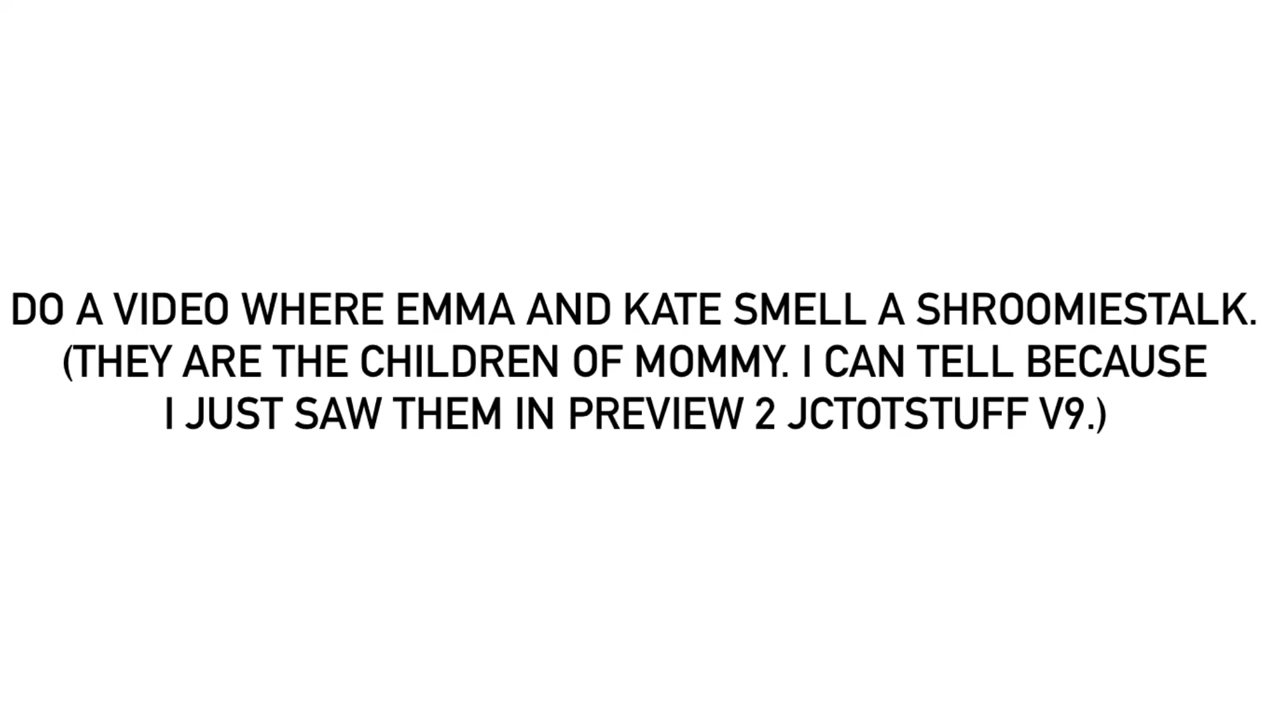 DO A VIDEO WHERE EMMA AND KATE SMELL A SHROOMIESTALK.
(THEY ARE THE CHILDREN OF MOMMY. I CAN TELL BECAUSE
I JUST SAW THEM IN PREVIEW 2 JCTOTSTUFF V9.)